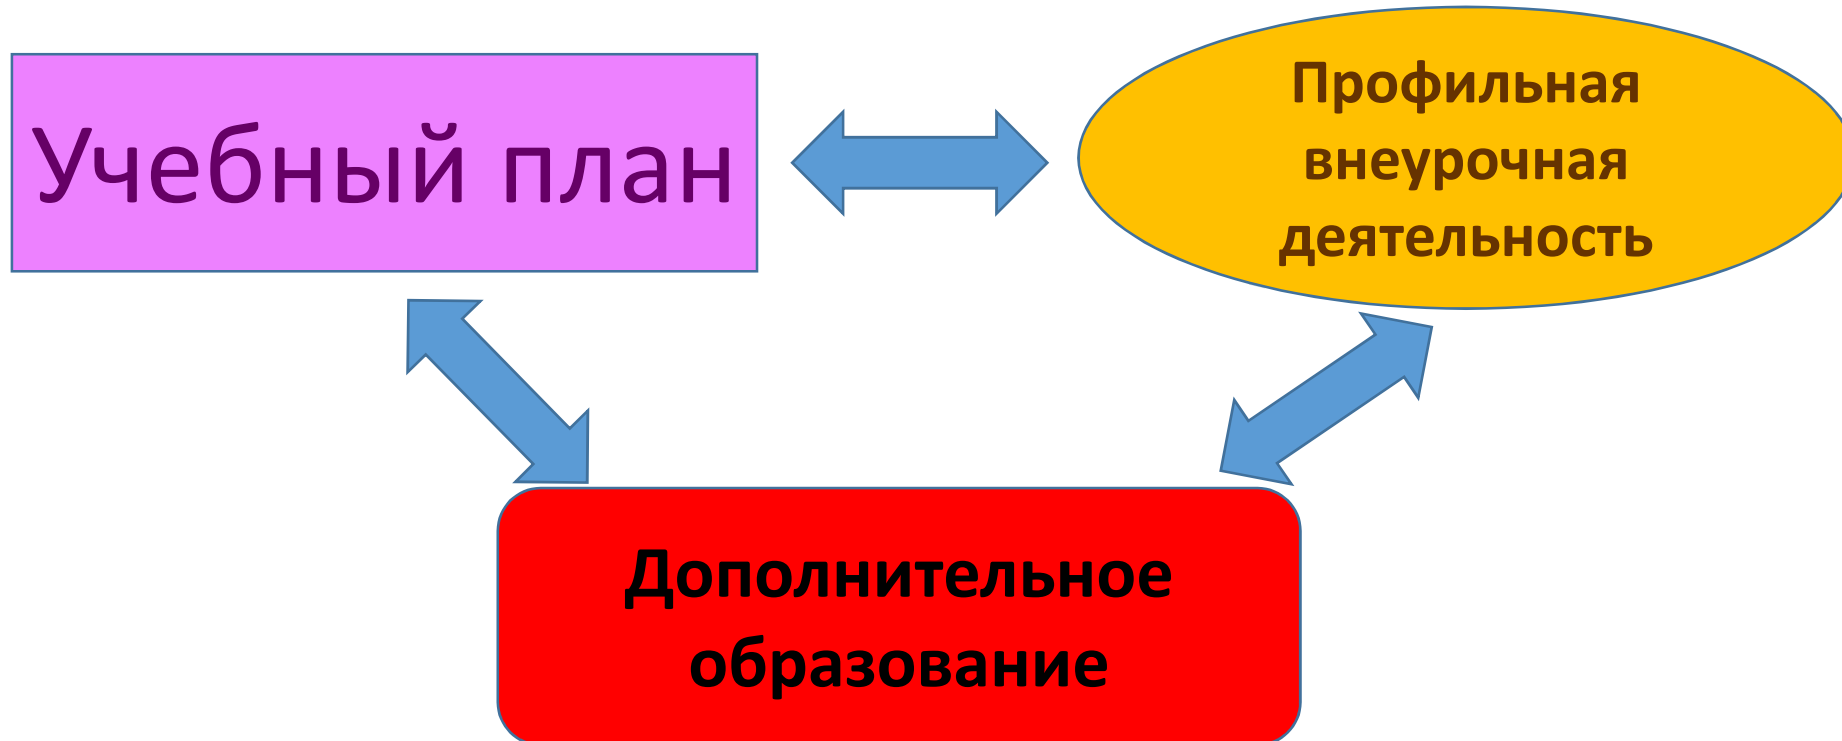 Учебный план
Профильная
внеурочная
деятельность
Дополнительное
образование